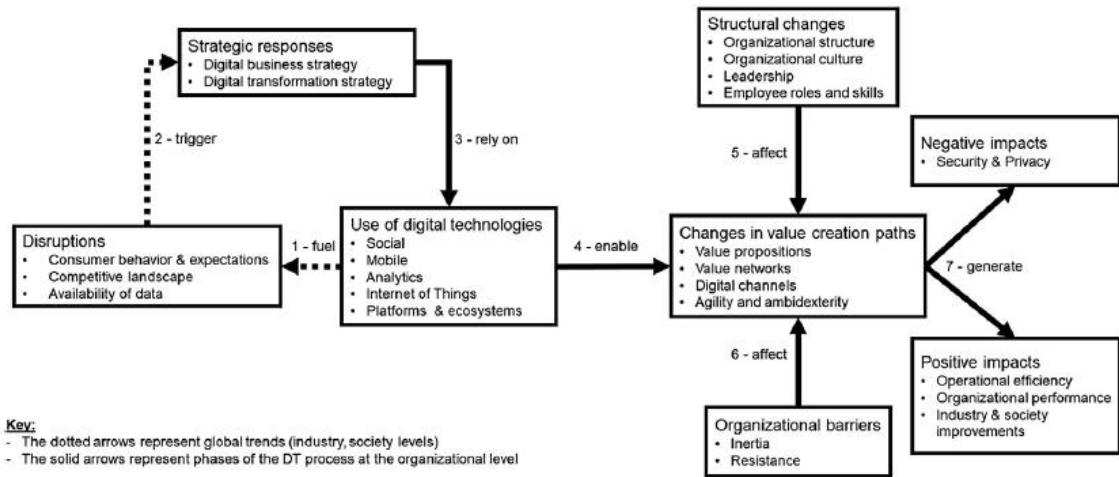 Strategic responses
• Digital business strategy
• Digital transformation strategy
2 - trigger
3 - rely on
Disruptions
• Consumer behavior & expectations
• Competitive landscape
• Availability of data
1 - fuel
Use of digital technologies
• Social
• Mobile
• Analytics
• Internet of Things
• Platforms & ecosystems
4 - enable
Structural changes
• Organizational structure
• Organizational culture
• Leadership
• Employee roles and skills
5 - affect
Changes in value creation paths
• Value propositions
• Value networks
• Digital channels
• Agility and ambidexterity
6 - affect
Organizational barriers
• Inertia
• Resistance
7 - generate
Negative impacts
• Security & Privacy
Positive impacts
• Operational efficiency
• Organizational performance
• Industry & society
improvements
Key:
- The dotted arrows represent global trends (industry, society levels)
- The solid arrows represent phases of the DT process at the organizational level